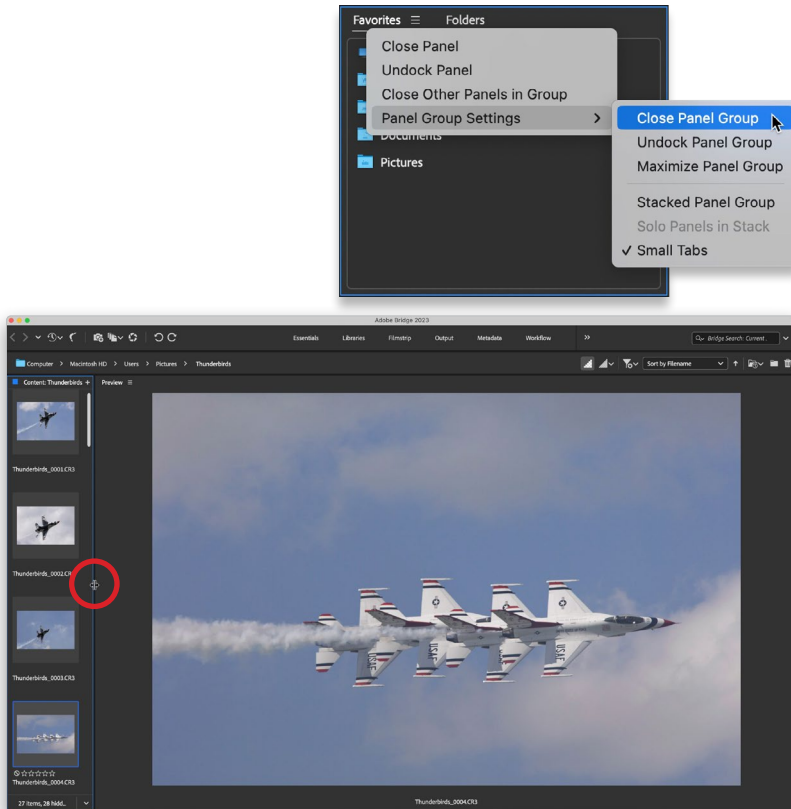 Favorites Folders
Close Panel
Undock Panel
Close Other Panels in Group
Panel Group Settings
Documents
Pictures
Close Panel Group
Undock Panel Group
Maximize Panel Group
Stacked Panel Group
Solo Panels in Stack
✓ Small Tabs
Adobe Bridge 2023
Essentials Libraries Filmstrip Output Metadata Workflow »
Bridge Search: Current...
Computer > Macintosh HD > Users > Pictures > Thunderbirds
Sort by Filename
Content: Thunderbirds + Preview
Thunderbirds_0001.CR3
Thunderbirds_0002.CR
Thunderbirds_0003.CR3
Thunderbirds_0004.CR3
27 items, 28 hidd...
USAF USAF
Thunderbirds_0004.CR3